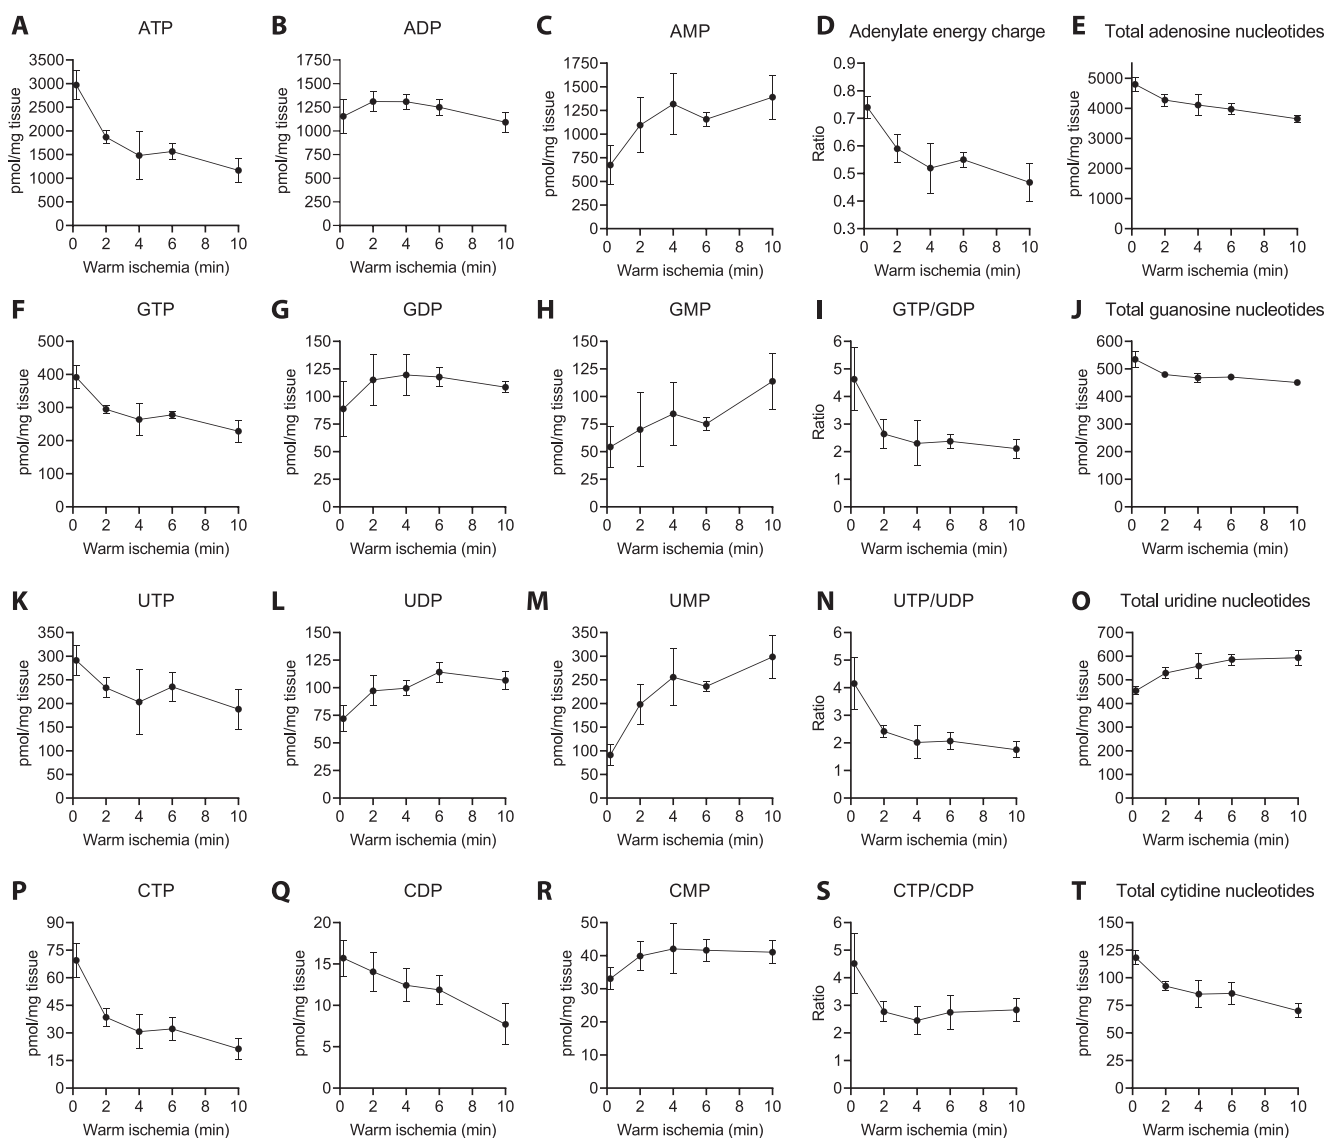 A ATP
pmol/mg tissue
3500
3000
2500
2000
1500
1000
500
0
0 2 4 6 8 10
Warm ischemia (min)
B ADP
pmol/mg tissue
1750
1500
1250
1000
750
500
250
0
0 2 4 6 8 10
Warm ischemia (min)
C AMP
pmol/mg tissue
1750
1500
1250
1000
750
500
250
0
0 2 4 6 8 10
Warm ischemia (min)
D Adenylate energy charge
Ratio
0.9
0.8
0.7
0.6
0.5
0.4
0.3
0 2 4 6 8 10
Warm ischemia (min)
E Total adenosine nucleotides
pmol/mg tissue
5000
4000
3000
2000
1000
0
0 2 4 6 8 10
Warm ischemia (min)
F GTP
pmol/mg tissue
500
400
300
200
100
0
0 2 4 6 8 10
Warm ischemia (min)
G GDP
pmol/mg tissue
150
125
100
75
50
25
0
0 2 4 6 8 10
Warm ischemia (min)
H GMP
pmol/mg tissue
150
125
100
75
50
25
0
0 2 4 6 8 10
Warm ischemia (min)
I GTP/GDP
Ratio
6
5
4
3
2
1
0
0 2 4 6 8 10
Warm ischemia (min)
J Total guanosine nucleotides
pmol/mg tissue
600
500
400
300
200
100
0
0 2 4 6 8 10
Warm ischemia (min)
K UTP
pmol/mg tissue
350
300
250
200
150
100
50
0
0 2 4 6 8 10
Warm ischemia (min)
L UDP
pmol/mg tissue
150
125
100
75
50
25
0
0 2 4 6 8 10
Warm ischemia (min)
M UMP
pmol/mg tissue
350
300
250
200
150
100
50
0
0 2 4 6 8 10
Warm ischemia (min)
N UTP/UDP
Ratio
6
5
4
3
2
1
0
0 2 4 6 8 10
Warm ischemia (min)
O Total uridine nucleotides
pmol/mg tissue
700
600
500
400
300
200
100
0
0 2 4 6 8 10
Warm ischemia (min)
P CTP
pmol/mg tissue
90
75
60
45
30
15
0
0 2 4 6 8 10
Warm ischemia (min)
Q CDP
pmol/mg tissue
20
15
10
5
0
0 2 4 6 8 10
Warm ischemia (min)
R CMP
pmol/mg tissue
50
40
30
20
10
0
0 2 4 6 8 10
Warm ischemia (min)
S CTP/CDP
Ratio
6
5
4
3
2
1
0
0 2 4 6 8 10
Warm ischemia (min)
T Total cytidine nucleotides
pmol/mg tissue
150
125
100
75
50
25
0
0 2 4 6 8 10
Warm ischemia (min)